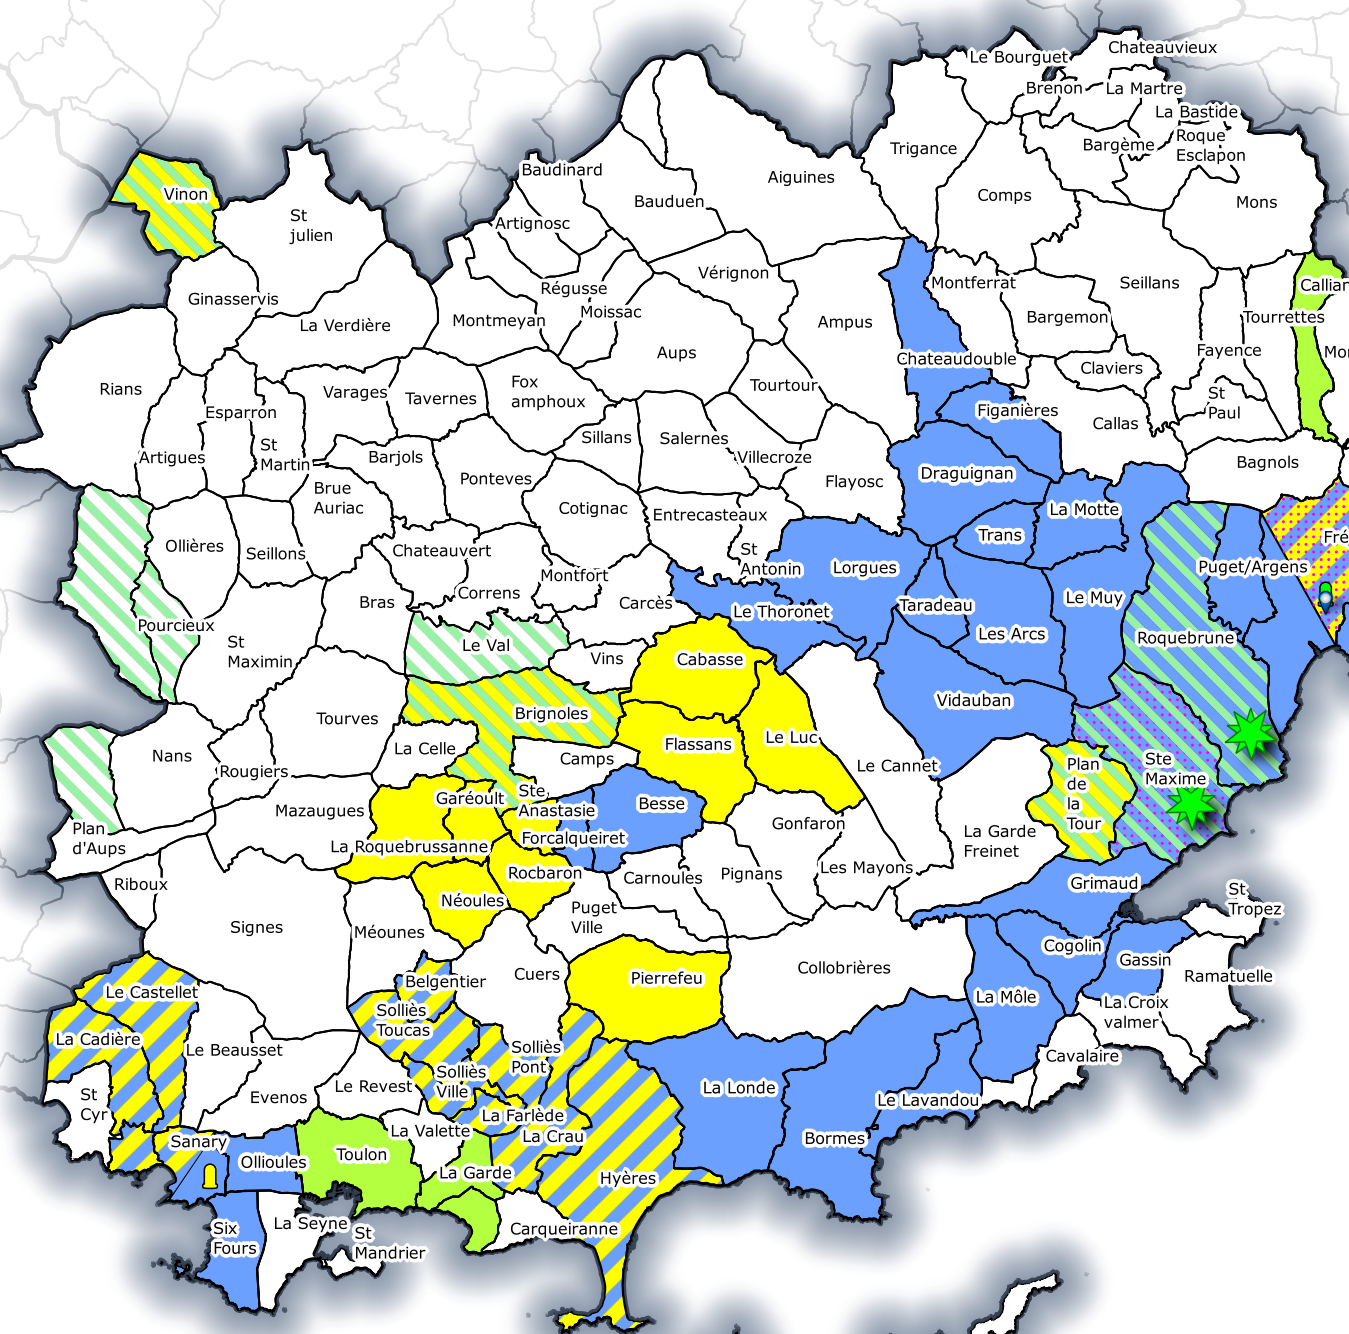 Le Bourguet
Chateauvieux
Brenon
La Martre
La Bastide
Trigance
Bargème
Roque
Esclapon
Baudinard
Aiguines
Vinon
Bauduen
Comps
Mons
St
julien
Artignosc
Vérignon
Montferrat
Seillans
Callian
Ginasservis
Régusse
Moissac
La Verdière
Montmeyan
Ampus
Bargemon
Tourrettes
Aups
Chateaudouble
Fayence
Mon
Claviers
Rians
Varages
Tavernes
Fox
amphoux
Tourtour
Figanières
St
Paul
Esparron
Callas
Sillans
Salernes
St
Martin
Artigues
Barjols
Villecroze
Draguignan
Bagnols
Ponteves
Flayosc
Brue
Auriac
Cotignac
Entrecasteaux
La Motte
Ollières
Seillons
Chateauvert
Trans
Fré
St
Antonin
Lorgues
Puget/Argens
Montfort
Correns
Bras
Carcès
Le Thoronet
Taradeau
Le Muy
Pourcieux
Les Arcs
Roquebrune
St
Maximin
Le Val
Vins
Cabasse
Vidauban
Tourves
Brignoles
Flassans
Le Luc
Nans
La Celle
Camps
Le Cannet
Ste
Maxime
Plan
de
la
Tour
Rougiers
Mazaugues
Garéoult
Ste,
Anastasie
Besse
Plan
d'Aups
Forcalqueiret
Gonfaron
La Garde
Freinet
La Roquebrussanne
Riboux
Rocbaron
Carnoules
Pignans
Les Mayons
Grimaud
Néoules
St
Tropez
Signes
Méounes
Puget
Ville
Cogolin
Gassin
Cuers
Pierrefeu
Collobrières
Ramatuelle
Belgentier
Le Castellet
La Môle
La Croix
valmer
Solliès
Toucas
La Cadière
Le Beausset
Solliès
Pont
Cavalaire
Solliès
Ville
Le Revest
La Londe
St
Cyr
Evenos
Le Lavandou
La Farlède
La Valette
La Crau
Bormes
Sanary
Ollioules
Toulon
La Garde
Hyères
Six
Fours
La Seyne
St
Mandrier
Carqueiranne